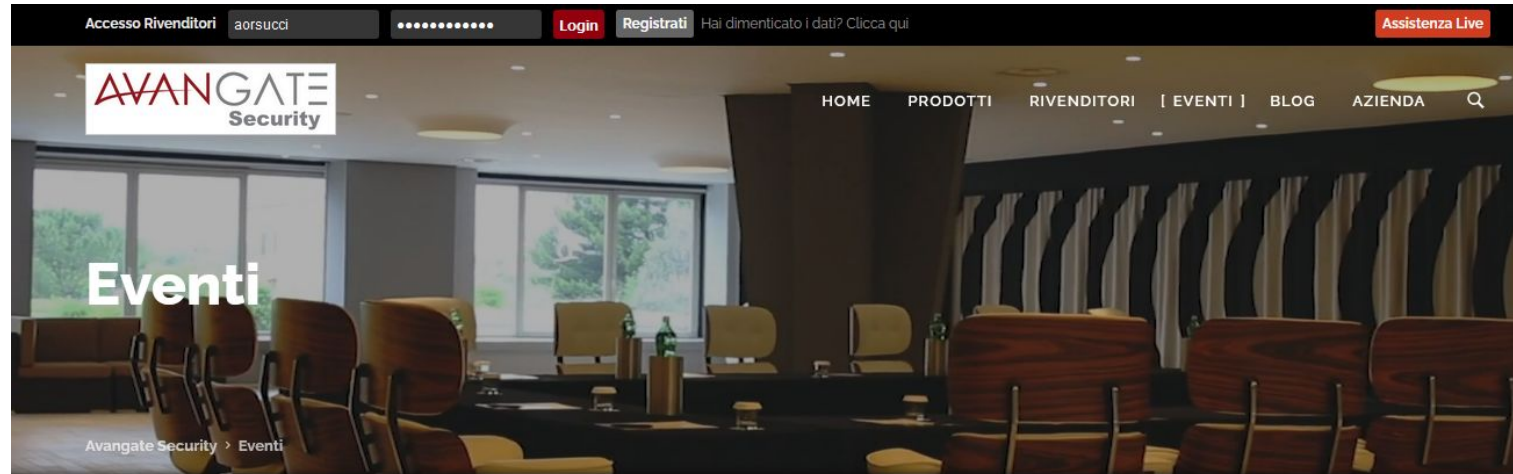 Accesso Rivenditori aorsucci •••••••••••• Login Registrati Hai dimenticato i dati? Clicca qui Assistenza Live
AVANGATE
Security
HOME PRODOTTI RIVENDITORI [ EVENTI ] BLOG AZIENDA
Eventi
Avangate Security > Eventi